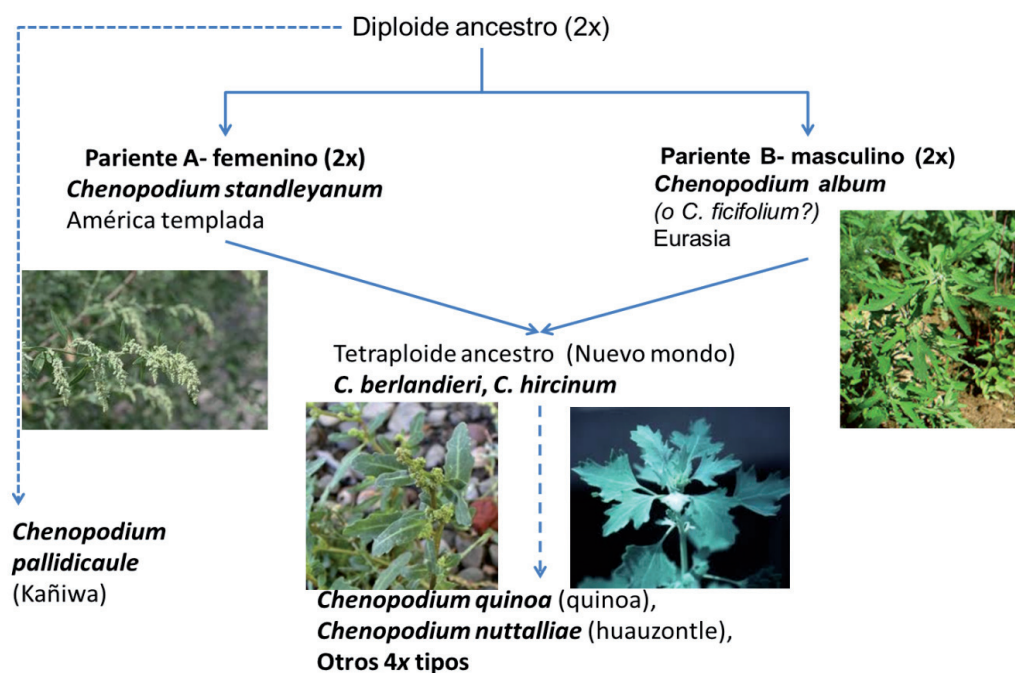 Diploide ancestro (2x)
Pariente A- femenino (2x)
Chenopodium standleyanum
América templada
Pariente B- masculino (2x)
Chenopodium album
(o C. ficifolium?)
Eurasia
Tetraploide ancestro (Nuevo mondo)
C. berlandieri, C. hircinum
Chenopodium
pallidicaule
(Kañiwa)
Chenopodium quinoa (quinoa),
Chenopodium nuttalliae (huauzontle),
Otros 4x tipos